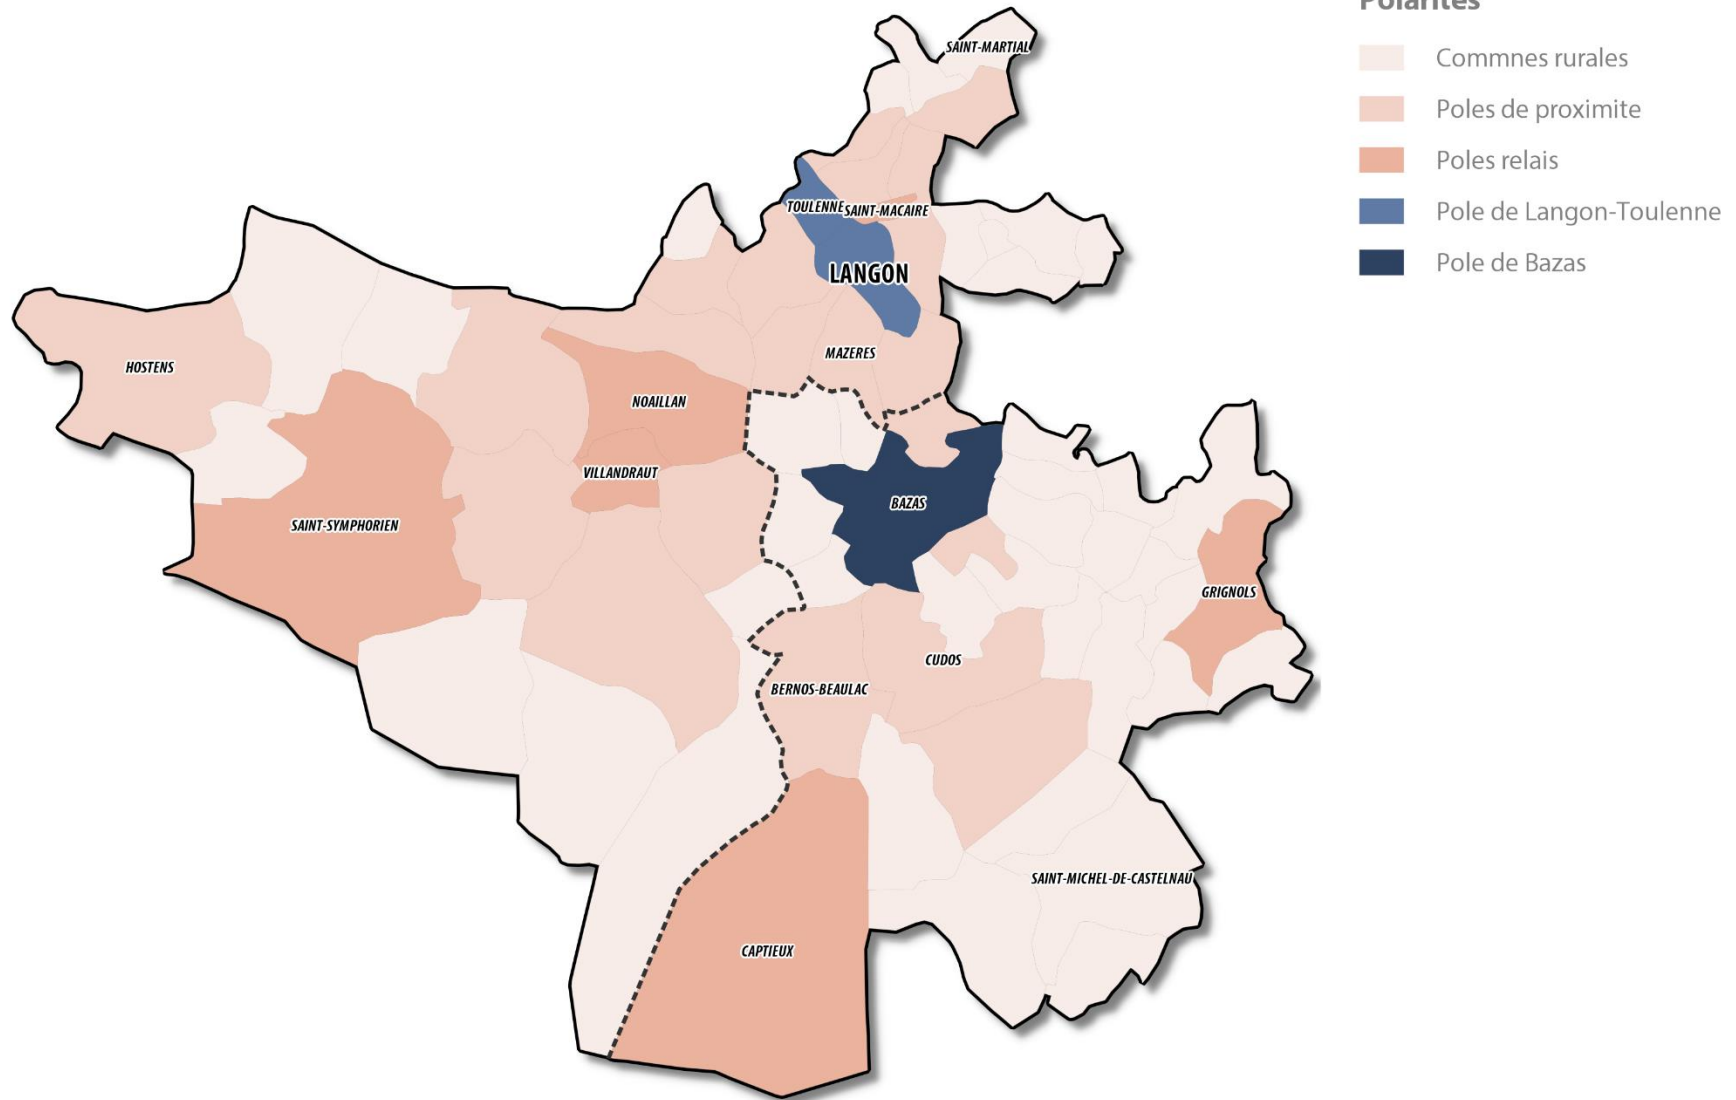 Polarités
Commnes rurales
Poles de proximite
Poles relais
Pole de Langon-Toulenne
Pole de Bazas
SAINT-MARTIAL
TOULENNE
SAINT-MACAIRE
LANGON
MAZERES
HOSTENS
NOAILLAN
VILLANDRAUT
BAZAS
SAINT-SYMPHORIEN
GRIGNOLS
CUDOS
BERNOS-BEAULAC
SAINT-MICHEL-DE-CASTELNAU
CAPTIEUX